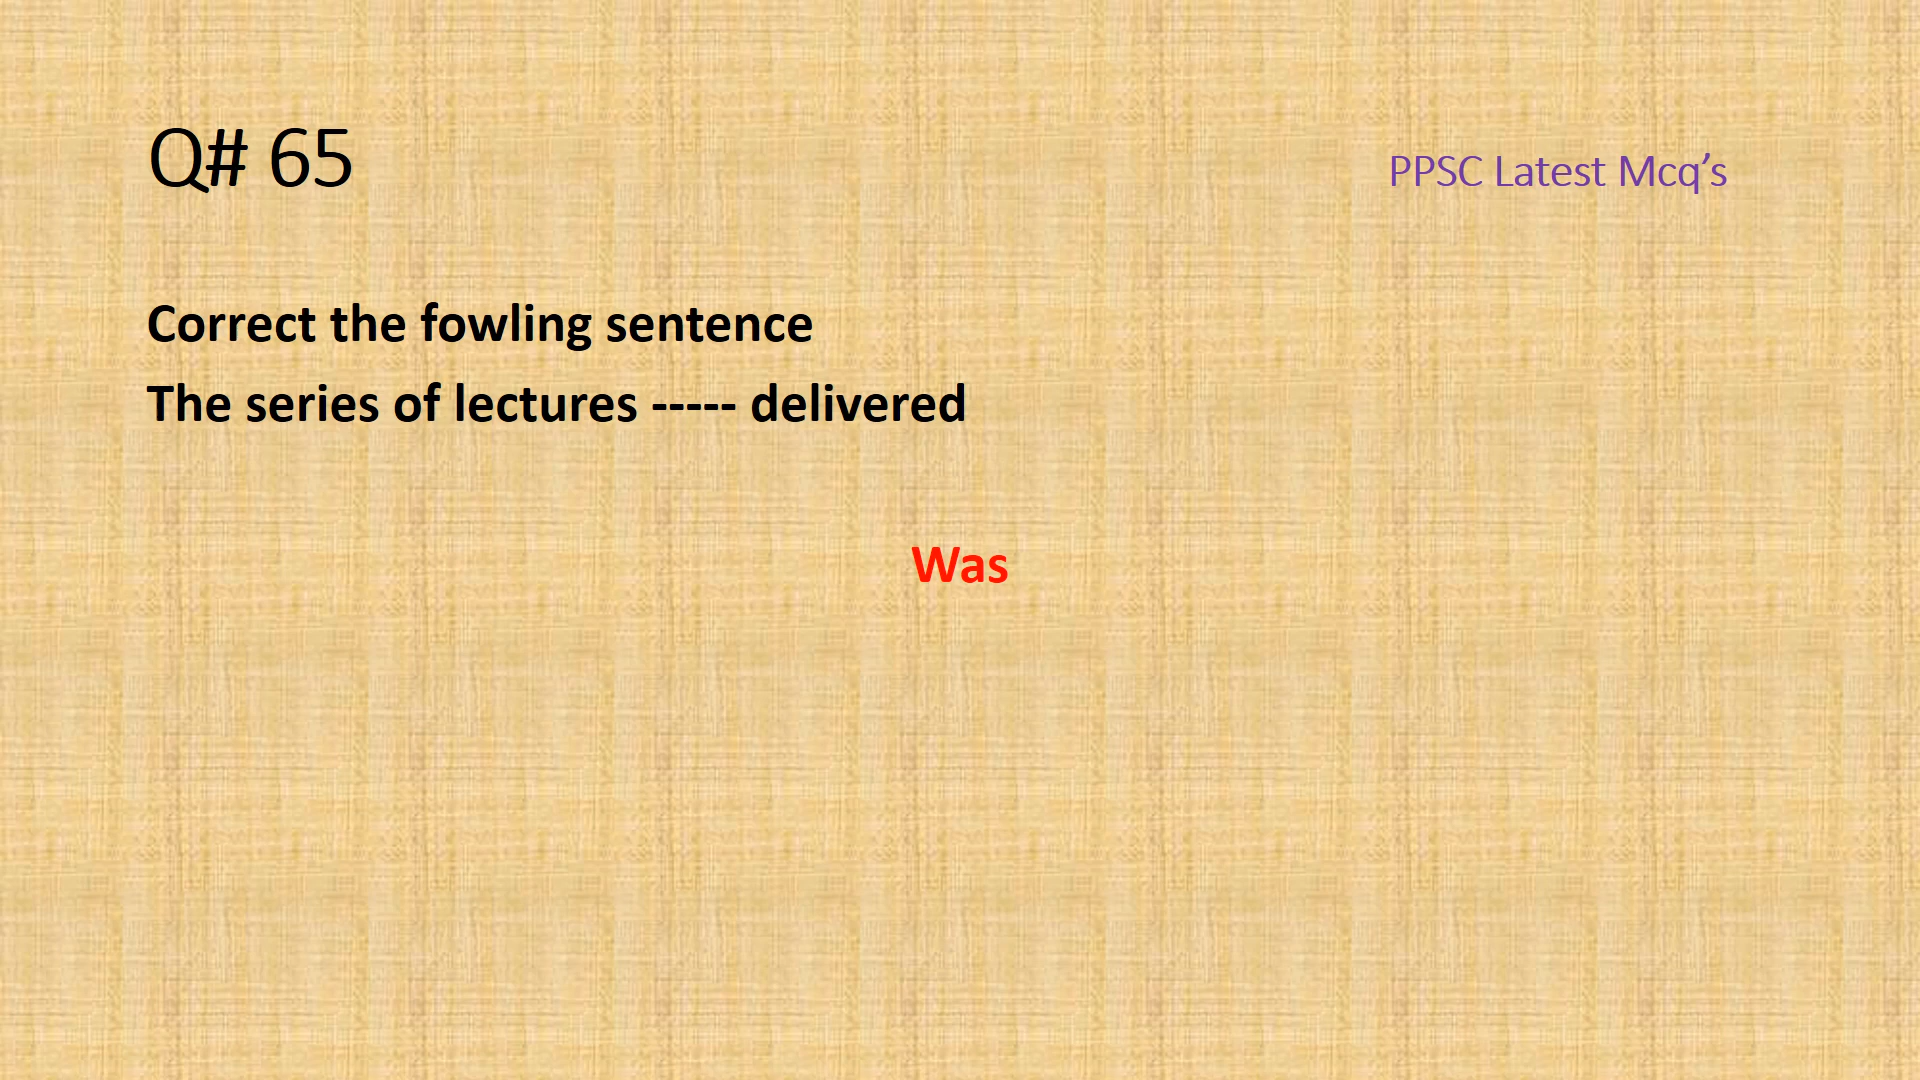 Q# 65
PPSC Latest Mcq’s
Correct the fowling sentence
The series of lectures ----- delivered
Was